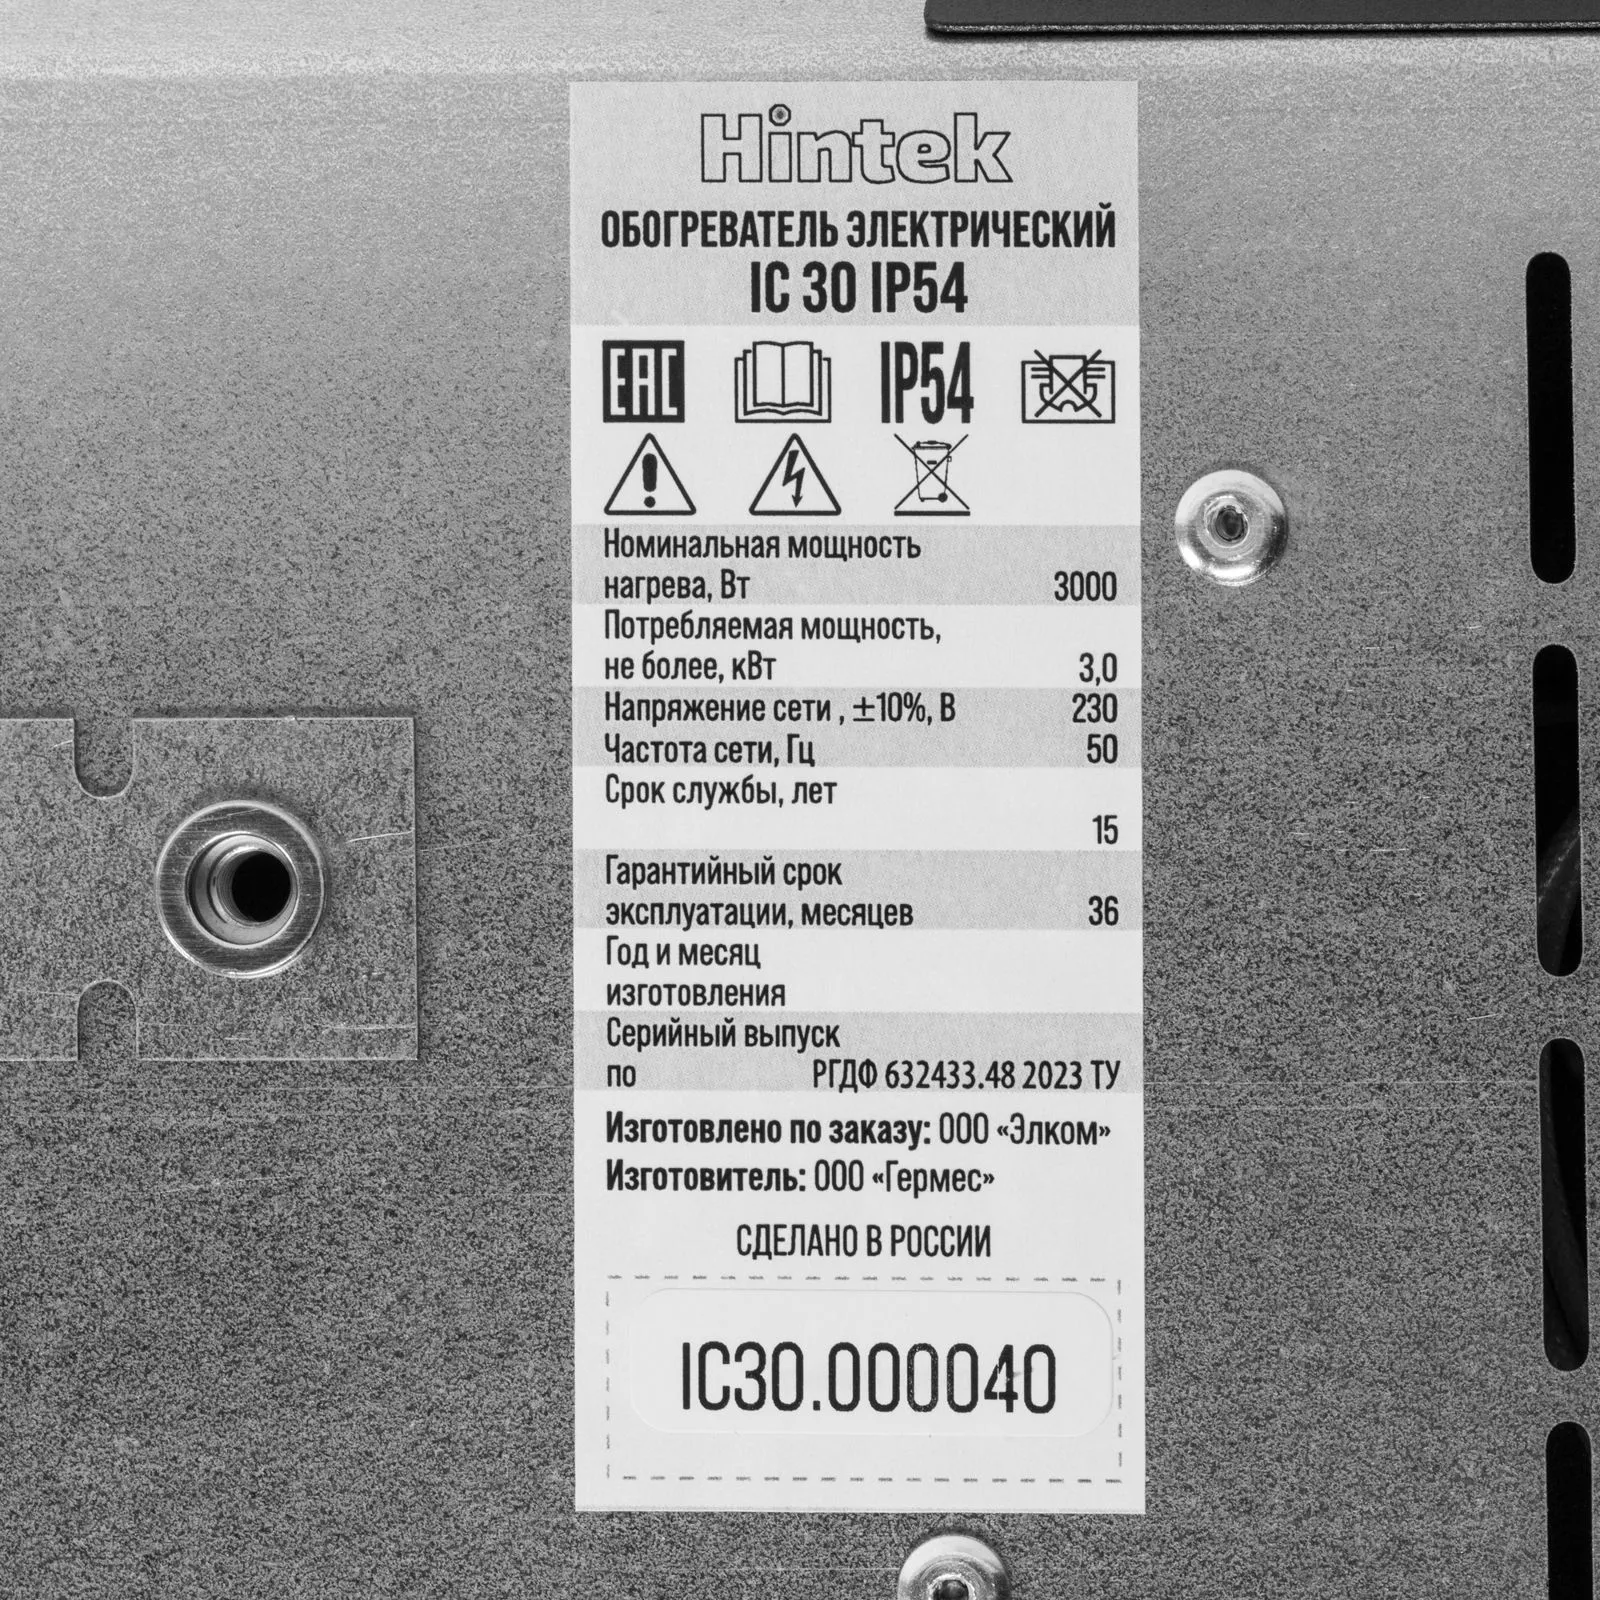 Hintek
ОБОГРЕВАТЕЛЬ ЭЛЕКТРИЧЕСКИЙ
IC 30 IP54
EAC
IP54
Номинальная мощность
нагрева, Вт 3000
Потребляемая мощность,
не более, кВт 3,0
Напряжение сети , ±10%, В 230
Частота сети, Гц 50
Срок службы, лет
15
Гарантийный срок
эксплуатации, месяцев 36
Год и месяц
изготовления
Серийный выпуск
по РГДФ 632433.48 2023 ТУ
Изготовлено по заказу: ООО «Элком»
Изготовитель: ООО «Гермес»
СДЕЛАНО В РОССИИ
IC30.000040